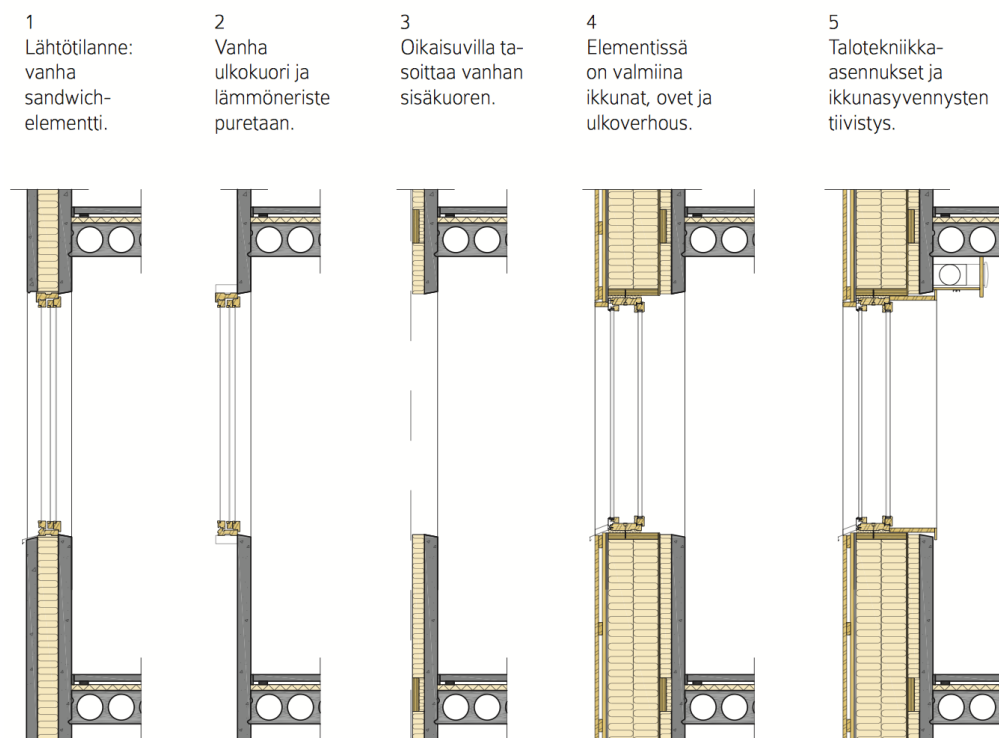 1
Lähtötilanne:
vanha
sandwich-
elementti.
2
Vanha
ulkokuori ja
lämmöneriste
puretaan.
3
Oikaisuvilla ta-
soittaa vanhan
sisäkuoren.
4
Elementissä
on valmiina
ikkunat, ovet ja
ulkoverhous.
5
Talotekniikka-
asennukset ja
ikkunasyvennysten
tiivistys.